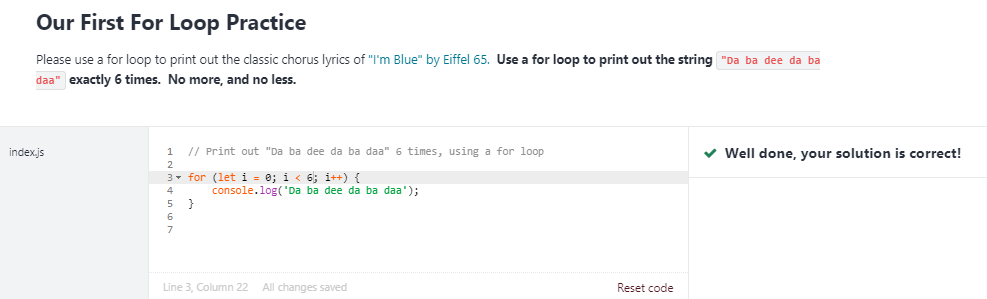 Our First For Loop Practice
Please use a for loop to print out the classic chorus lyrics of "I'm Blue" by Eiffel 65. Use a for loop to print out the string "Da ba dee da ba
daa" exactly 6 times. No more, and no less.
index.js
1 // Print out "Da ba dee da ba daa" 6 times, using a for loop
2
3 for (let i = 0; i < 6; i++) {
4 console.log('Da ba dee da ba daa');
5 }
6
7
Well done, your solution is correct!
Line 3, Column 22 All changes saved
Reset code